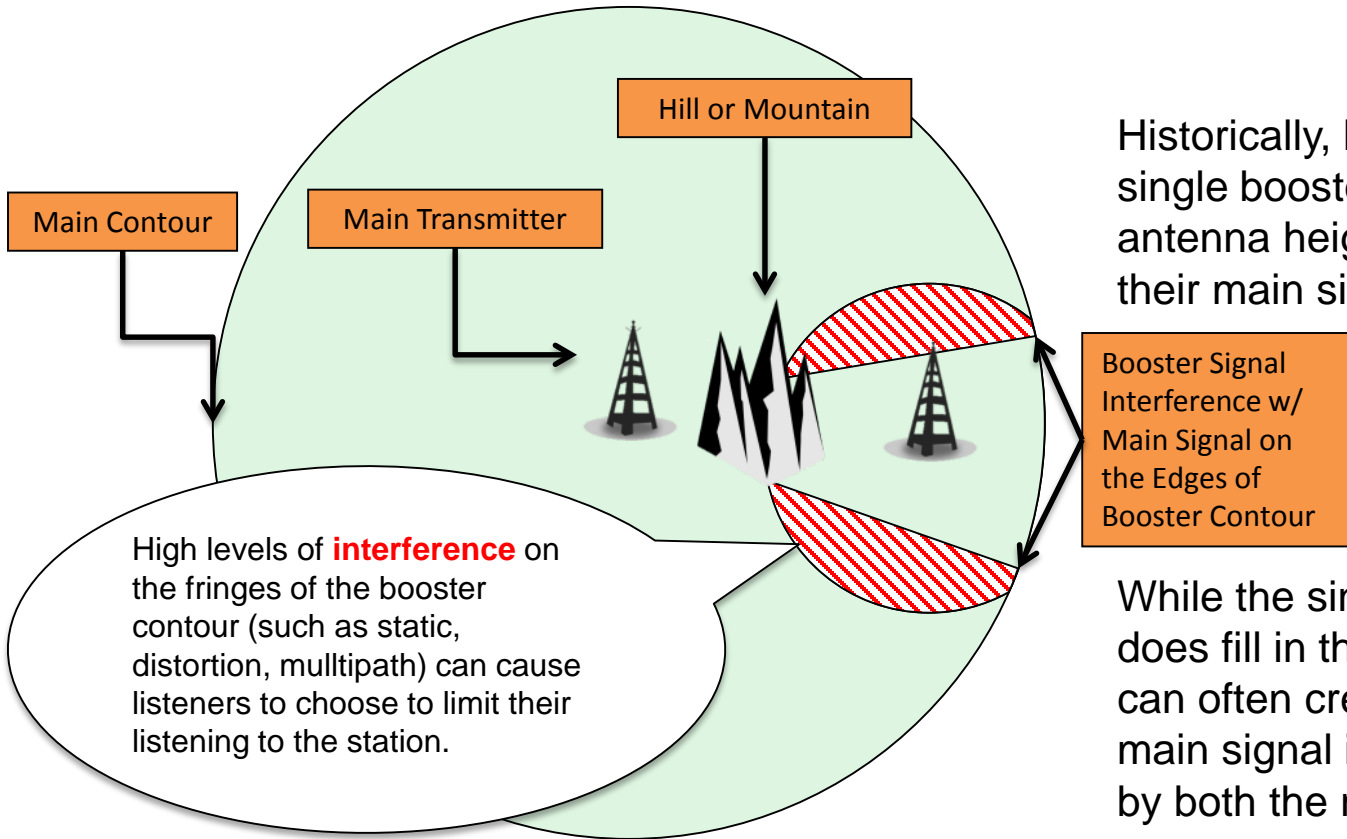 Hill or Mountain
Main Contour
Main Transmitter
Historically,
single booste
antenna heig
their main si
Booster Signal
Interference w/
Main Signal on
the Edges of
Booster Contour
High levels of interference on
the fringes of the booster
contour (such as static,
distortion, mulltipath) can cause
listeners to choose to limit their
listening to the station.
While the si
does fill in th
can often cre
main signal i
by both the